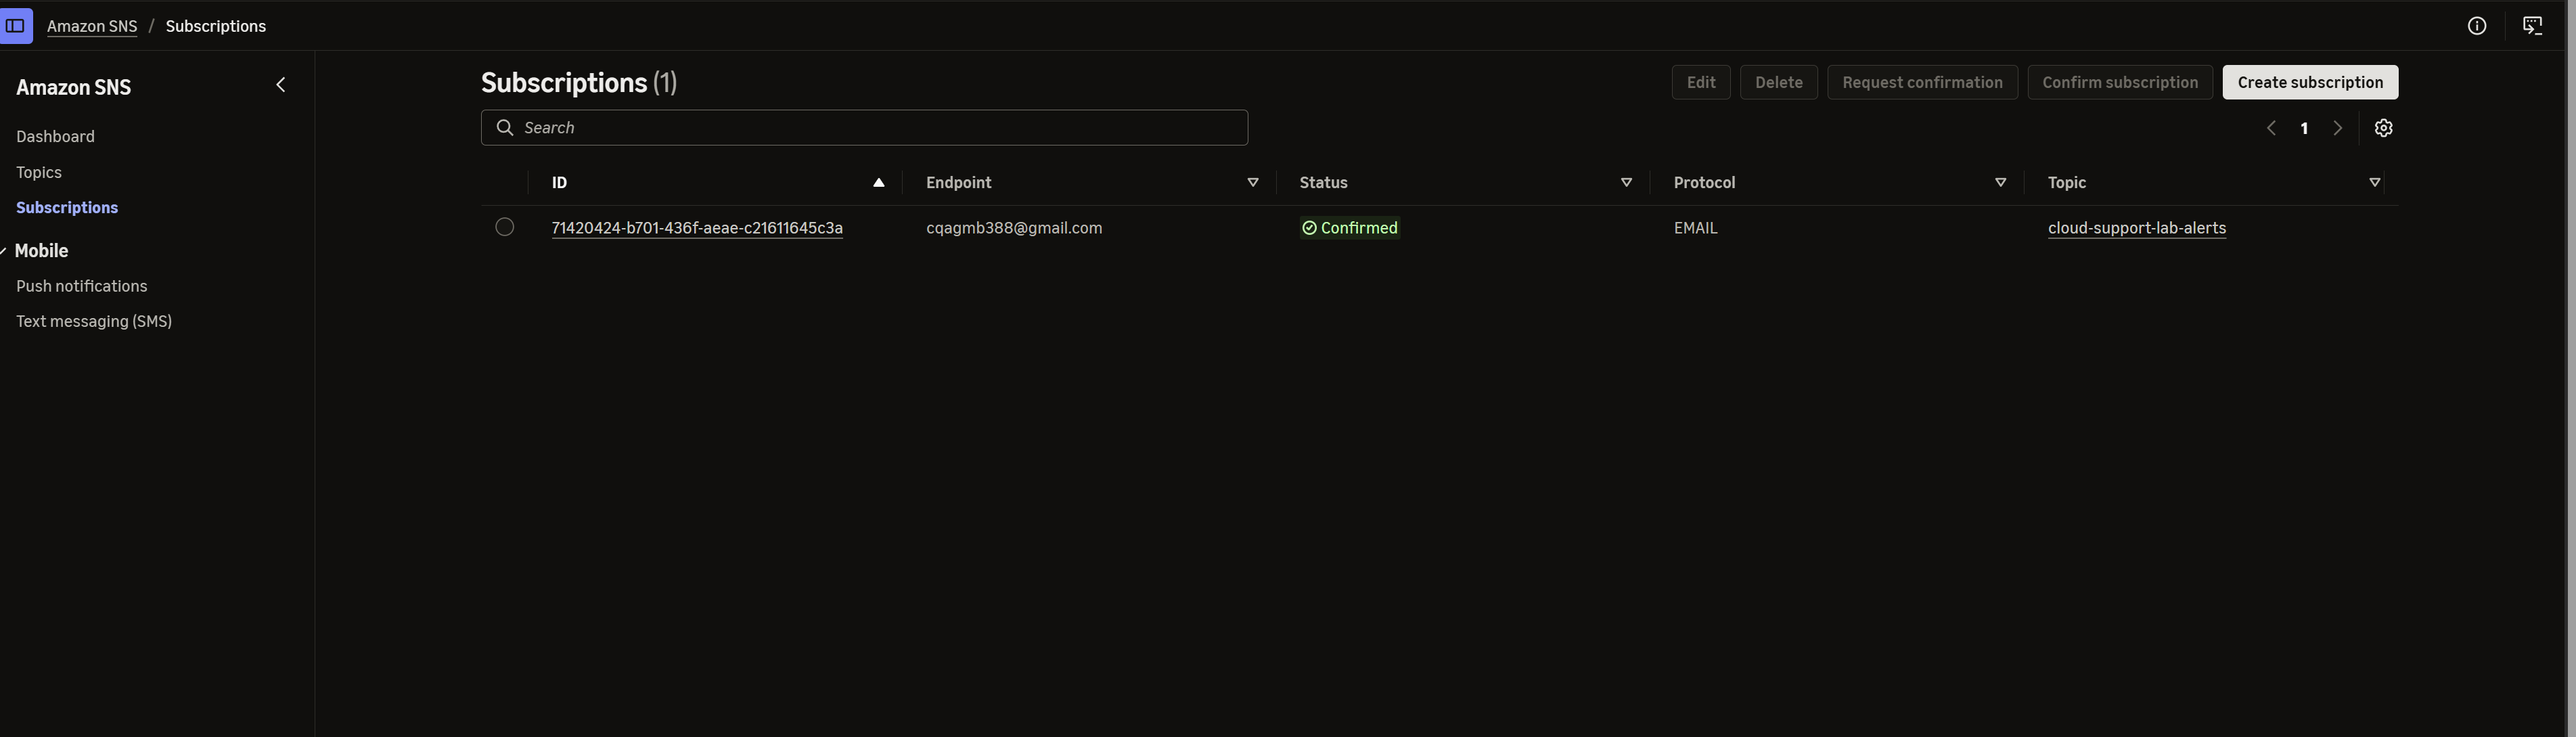 Amazon SNS / Subscriptions
Amazon SNS
Dashboard
Topics
Subscriptions
Mobile
Push notifications
Text messaging (SMS)
Subscriptions (1)
Edit Delete Request confirmation Confirm subscription Create subscription
Search
1
ID Endpoint Status Protocol Topic
71420424-b701-436f-aeae-c21611645c3a cqagmb388@gmail.com Confirmed EMAIL cloud-support-lab-alerts